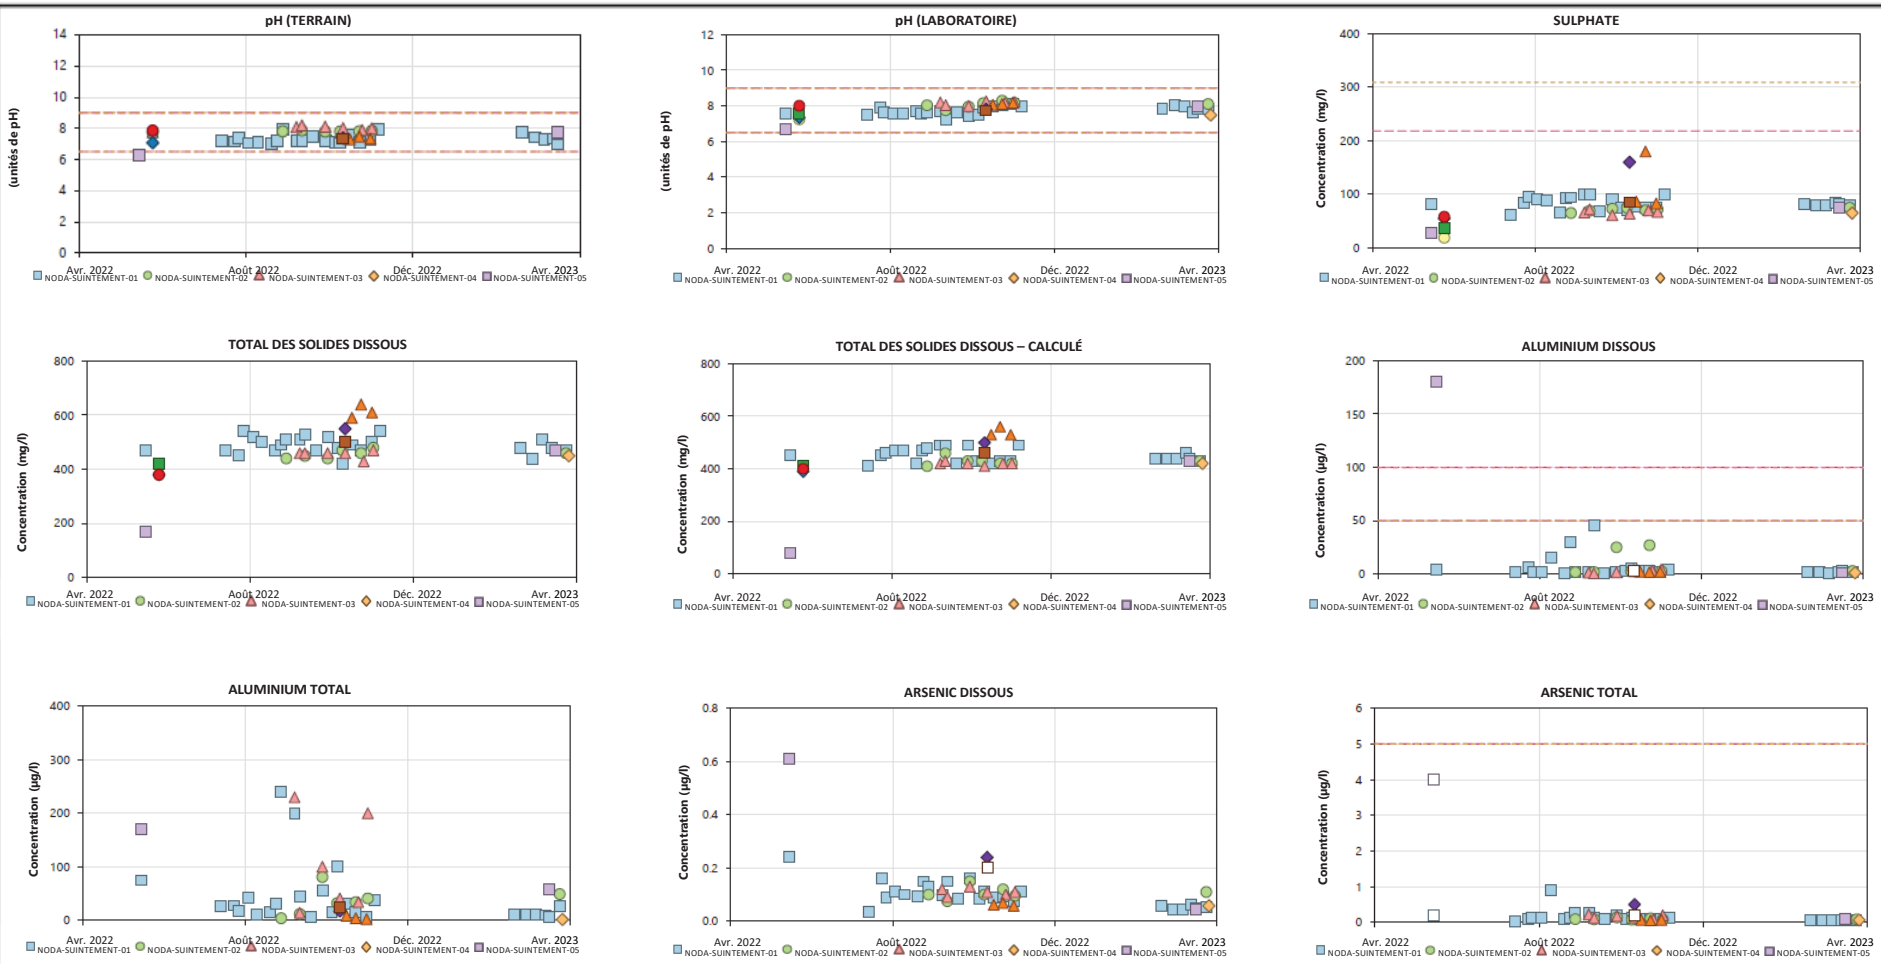 pH (TERRAIN)
(unités de pH)
14
12
10
8
6
4
2
0
Avr. 2022 Août 2022 Déc. 2022 Avr. 2023
NODA-SUINTEMENT-01 NODA-SUINTEMENT-02 NODA-SUINTEMENT-03 NODA-SUINTEMENT-04 NODA-SUINTEMENT-05
pH (LABORATOIRE)
(unités de pH)
12
10
8
6
4
2
0
Avr. 2022 Août 2022 Déc. 2022 Avr. 2023
NODA-SUINTEMENT-01 NODA-SUINTEMENT-02 NODA-SUINTEMENT-03 NODA-SUINTEMENT-04 NODA-SUINTEMENT-05
SULPHATE
Concentration (mg/l)
400
300
200
100
0
Avr. 2022 Août 2022 Déc. 2022 Avr. 2023
NODA-SUINTEMENT-01 NODA-SUINTEMENT-02 NODA-SUINTEMENT-03 NODA-SUINTEMENT-04 NODA-SUINTEMENT-05
TOTAL DES SOLIDES DISSOUS
Concentration (mg/l)
800
600
400
200
0
Avr. 2022 Août 2022 Déc. 2022 Avr. 2023
NODA-SUINTEMENT-01 NODA-SUINTEMENT-02 NODA-SUINTEMENT-03 NODA-SUINTEMENT-04 NODA-SUINTEMENT-05
TOTAL DES SOLIDES DISSOUS – CALCULÉ
Concentration (mg/l)
800
600
400
200
0
Avr. 2022 Août 2022 Déc. 2022 Avr. 2023
NODA-SUINTEMENT-01 NODA-SUINTEMENT-02 NODA-SUINTEMENT-03 NODA-SUINTEMENT-04 NODA-SUINTEMENT-05
ALUMINIUM DISSOUS
Concentration (µg/l)
200
150
100
50
0
Avr. 2022 Août 2022 Déc. 2022 Avr. 2023
NODA-SUINTEMENT-01 NODA-SUINTEMENT-02 NODA-SUINTEMENT-03 NODA-SUINTEMENT-04 NODA-SUINTEMENT-05
ALUMINIUM TOTAL
Concentration (µg/l)
400
300
200
100
0
Avr. 2022 Août 2022 Déc. 2022 Avr. 2023
NODA-SUINTEMENT-01 NODA-SUINTEMENT-02 NODA-SUINTEMENT-03 NODA-SUINTEMENT-04 NODA-SUINTEMENT-05
ARSENIC DISSOUS
Concentration (µg/l)
0.8
0.6
0.4
0.2
0.0
Avr. 2022 Août 2022 Déc. 2022 Avr. 2023
NODA-SUINTEMENT-01 NODA-SUINTEMENT-02 NODA-SUINTEMENT-03 NODA-SUINTEMENT-04 NODA-SUINTEMENT-05
ARSENIC TOTAL
Concentration (µg/l)
6
5
4
3
2
1
0
Avr. 2022 Août 2022 Déc. 2022 Avr. 2023
NODA-SUINTEMENT-01 NODA-SUINTEMENT-02 NODA-SUINTEMENT-03 NODA-SUINTEMENT-04 NODA-SUINTEMENT-05